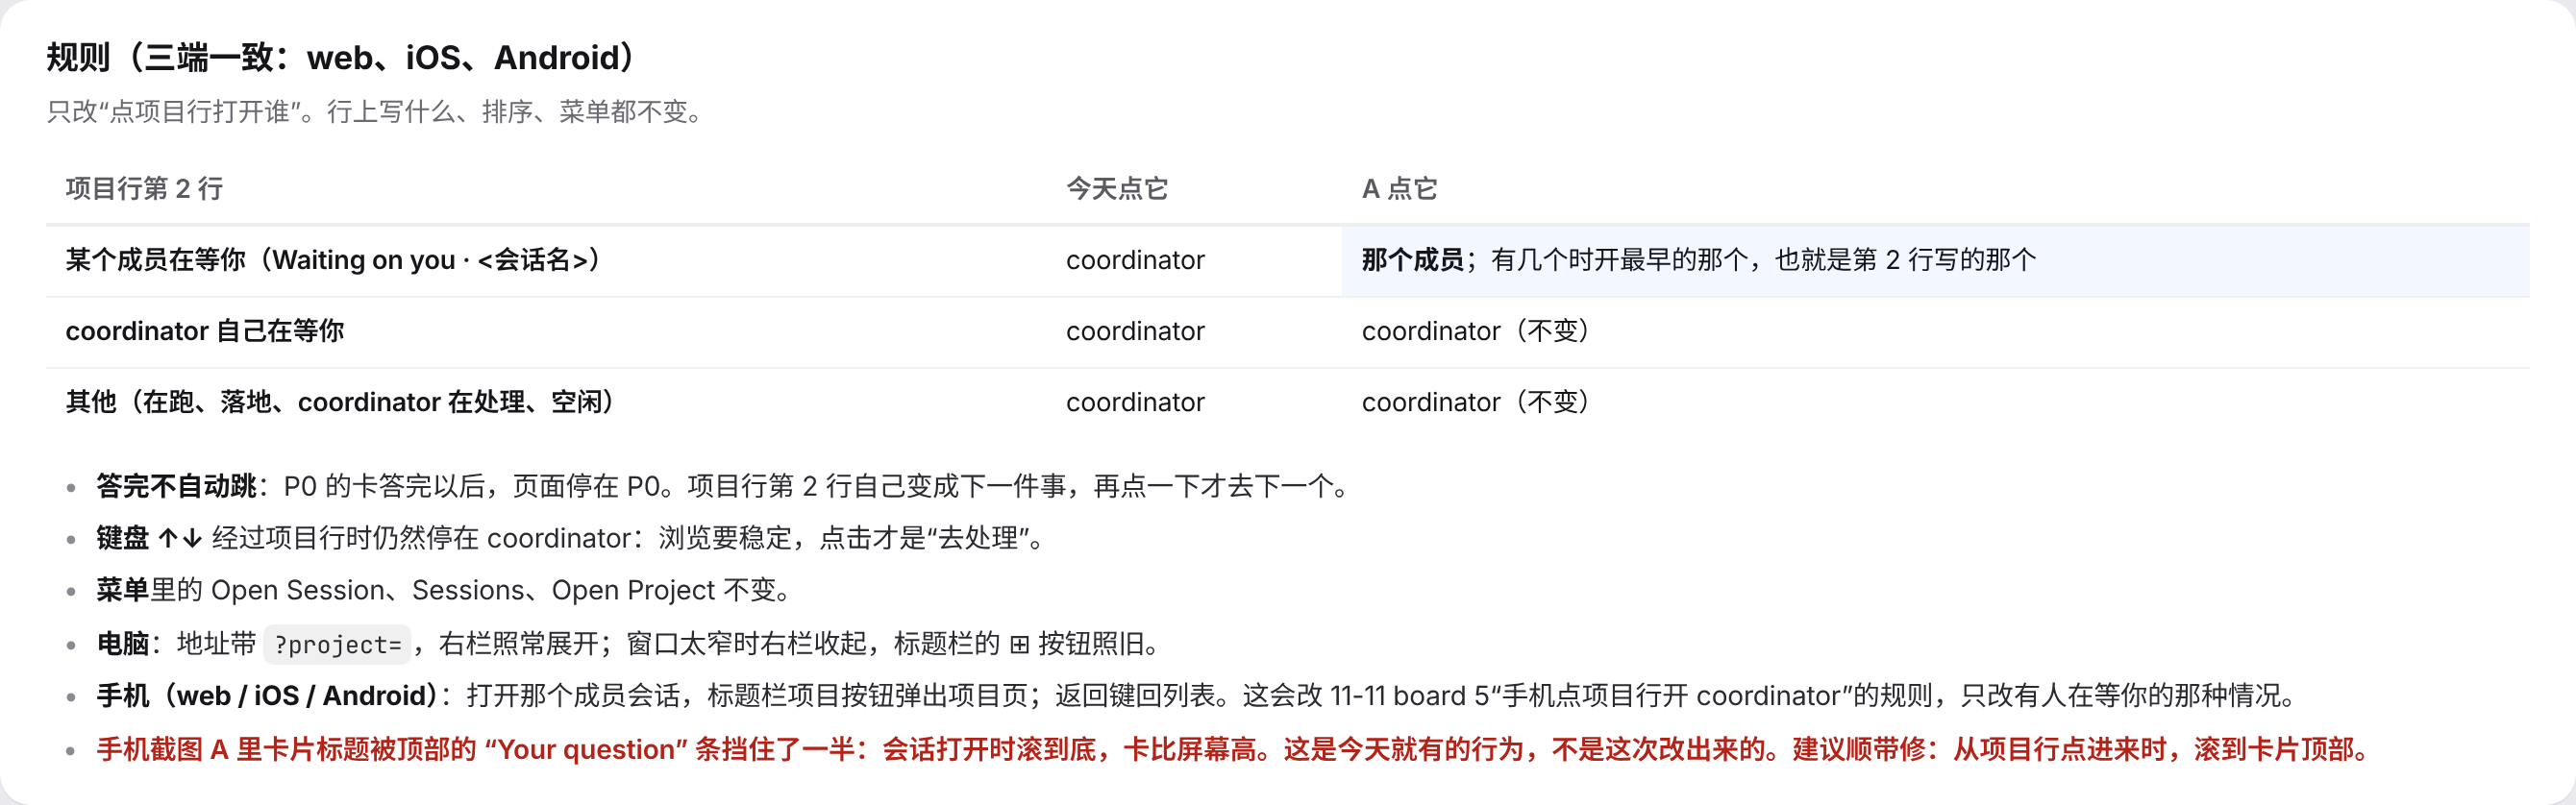 规则（三端一致：web、iOS、Android）
只改“点项目行打开谁”。行上写什么、排序、菜单都不变。
项目行第 2 行 今天点它 A 点它
某个成员在等你（Waiting on you · <会话名>） coordinator 那个成员；有几个时开最早的那个，也就是第 2 行写的那个
coordinator 自己在等你 coordinator coordinator（不变）
其他（在跑、落地、coordinator 在处理、空闲） coordinator coordinator（不变）
• 答完不自动跳：P0 的卡答完以后，页面停在 P0。项目行第 2 行自己变成下一件事，再点一下才去下一个。
• 键盘 ↑↓ 经过项目行时仍然停在 coordinator：浏览要稳定，点击才是“去处理”。
• 菜单里的 Open Session、Sessions、Open Project 不变。
• 电脑：地址带 ?project=，右栏照常展开；窗口太窄时右栏收起，标题栏的 ⊞ 按钮照旧。
• 手机（web / iOS / Android）：打开那个成员会话，标题栏项目按钮弹出项目页；返回键回列表。这会改 11-11 board 5“手机点项目行开 coordinator”的规则，只改有人在等你的那种情况。
• 手机截图 A 里卡片标题被顶部的 “Your question” 条挡住了一半：会话打开时滚到底，卡比屏幕高。这是今天就有的行为，不是这次改出来的。建议顺带修：从项目行点进来时，滚到卡片顶部。